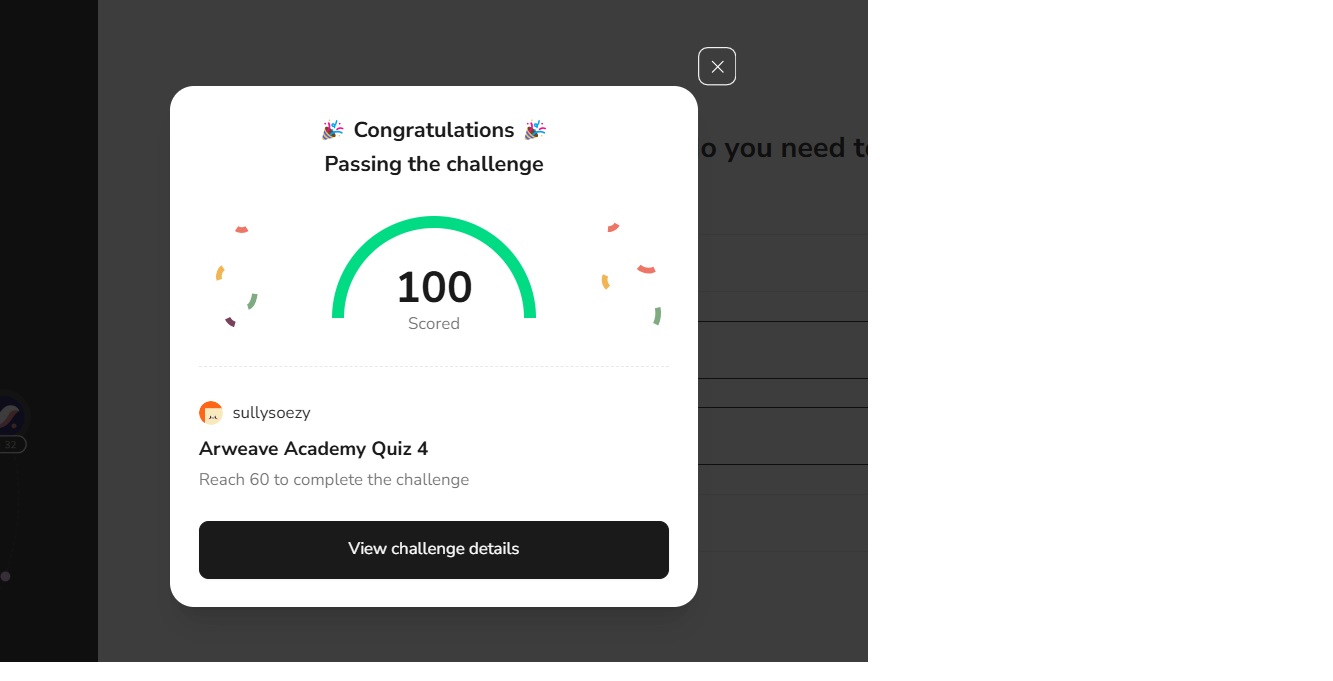 🎉 Congratulations 🎉
Passing the challenge
o you need to
100
Scored
sullysoezy
32
Arweave Academy Quiz 4
Reach 60 to complete the challenge
View challenge details